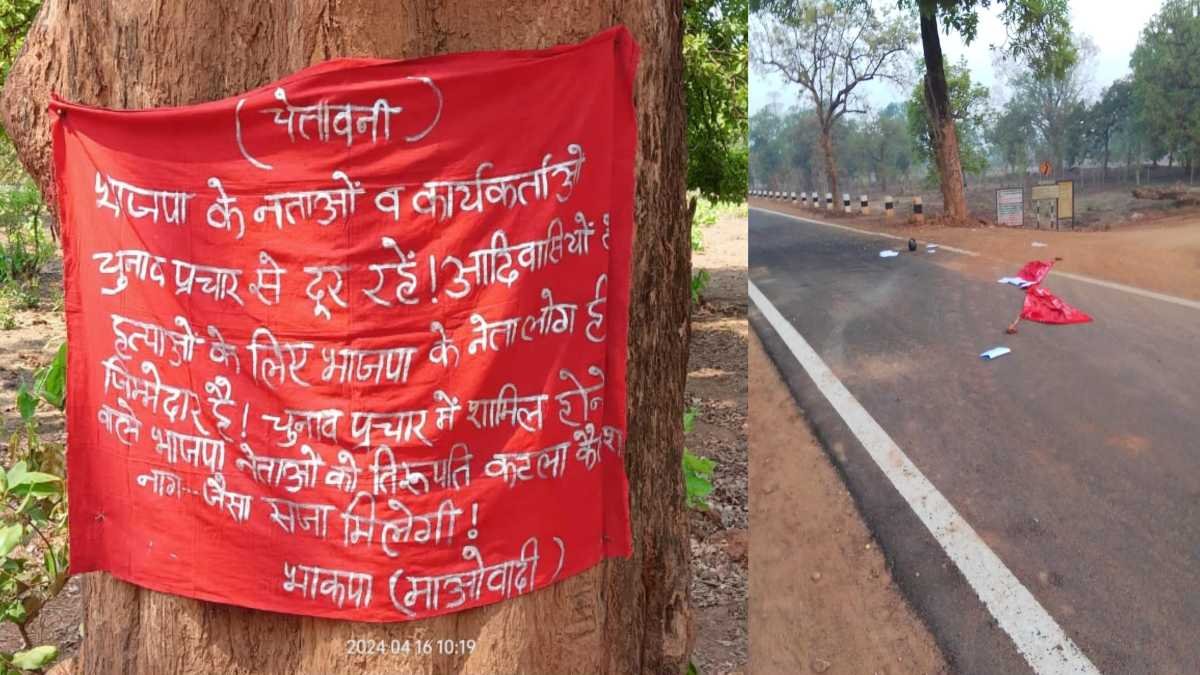 (चेतावनी)
भाजपा के नेताओं व कार्यकर्ताओ
चुनाव प्रचार से दूर रहें! आदिवासियों
हत्याओं के लिए भाजपा के नेता लोग ही
जिम्मेदार है! चुनाव प्रचार में शामिल होने
वाले भाजपा नेताओं को तिरूपति कटला
नाग--जैसा सजा मिलेगी!
भाकपा (माओवादी)
2024-04-16 10:19